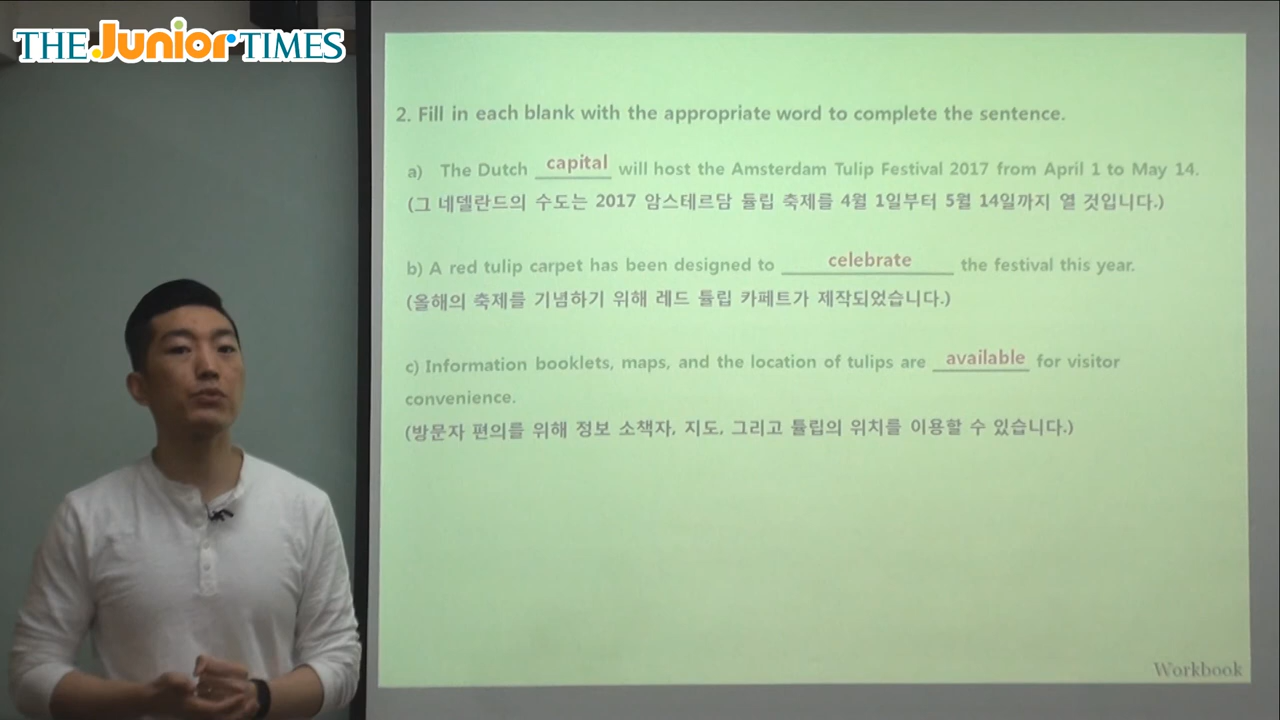 THE Junior TIMES
2. Fill in each blank with the appropriate word to complete the sentence.
a) The Dutch capital will host the Amsterdam Tulip Festival 2017 from April 1 to May 14.
(그 네델란드의 수도는 2017 암스테르담 튤립 축제를 4월 1일부터 5월 14일까지 열 것입니다.)
b) A red tulip carpet has been designed to celebrate the festival this year.
(올해의 축제를 기념하기 위해 레드 튤립 카페트가 제작되었습니다.)
c) Information booklets, maps, and the location of tulips are available for visitor
convenience.
(방문자 편의를 위해 정보 소책자, 지도, 그리고 튤립의 위치를 이용할 수 있습니다.)
Workbook